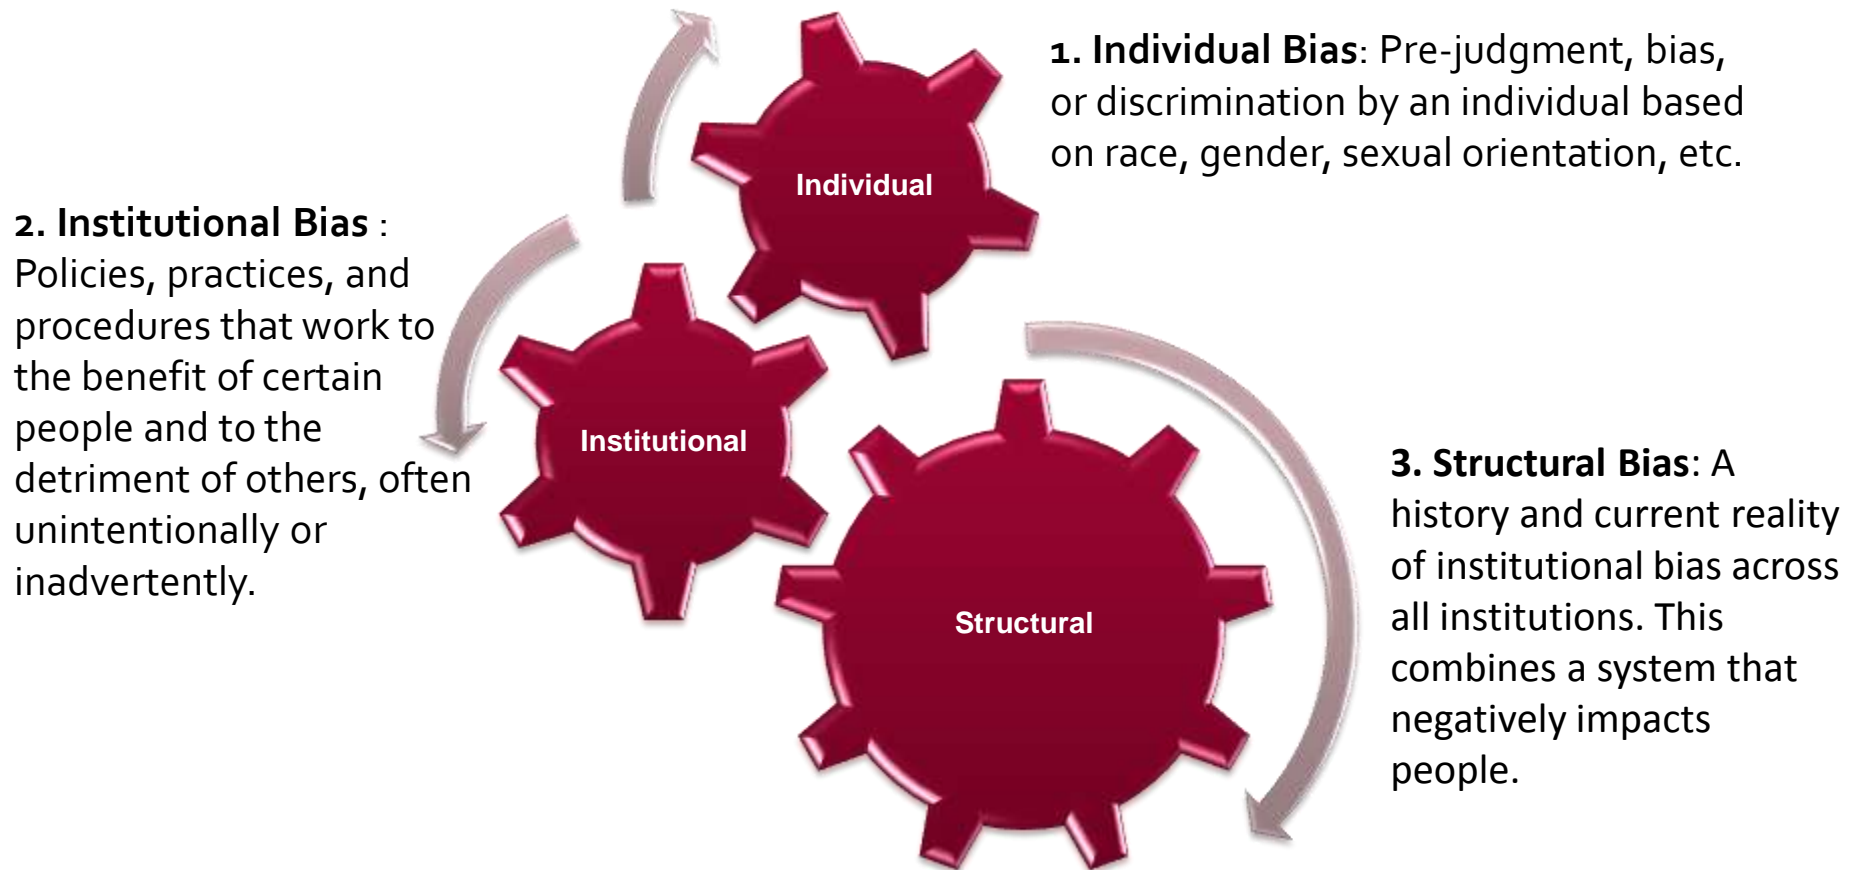 1. Individual Bias: Pre-judgment, bias,
or discrimination by an individual based
on race, gender, sexual orientation, etc.
Individual
2. Institutional Bias :
Policies, practices, and
procedures that work to
the benefit of certain
people and to the
detriment of others, often
unintentionally or
inadvertently.
Institutional
3. Structural Bias: A
history and current reality
of institutional bias across
all institutions. This
combines a system that
negatively impacts
people.
Structural